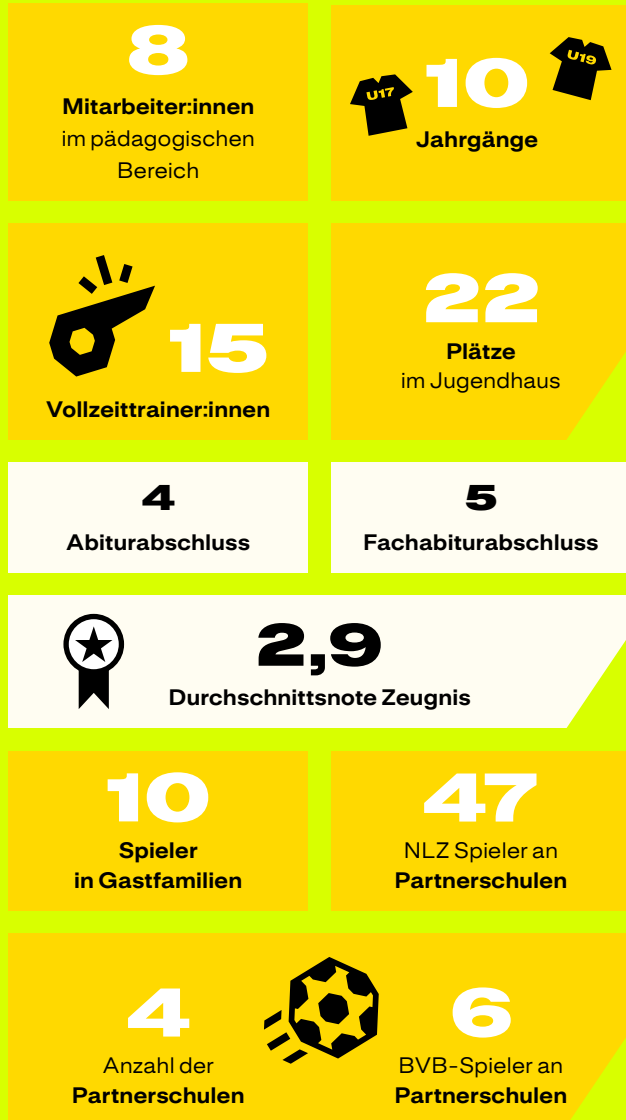 8
Mitarbeiter:innen
im pädagogischen
Bereich
U17
10
U19
Jahrgänge
15
Vollzeittrainer:innen
22
Plätze
im Jugendhaus
4
Abiturabschluss
5
Fachabiturabschluss
2,9
Durchschnittsnote Zeugnis
10
Spieler
in Gastfamilien
47
NLZ Spieler an
Partnerschulen
4
Anzahl der
Partnerschulen
6
BVB-Spieler an
Partnerschulen